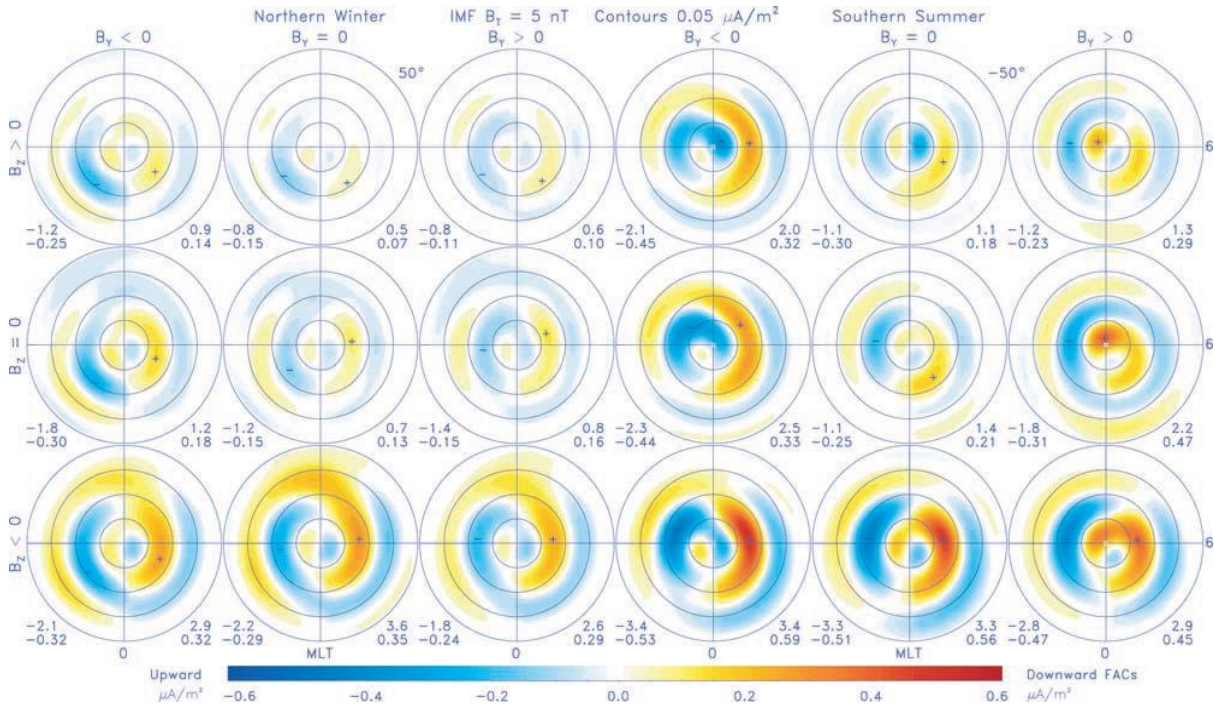 Northern Winter IMF B_T = 5 nT Contours 0.05 μA/m² Southern Summer
B_Y < 0 B_Y = 0 B_Y > 0 B_Y < 0 B_Y = 0 B_Y > 0
50° −50°
B_Z > 0 6
−1.2 0.9 −0.8 0.5 −0.8 0.6 −2.1 2.0 −1.1 1.1 −1.2 1.3
−0.25 0.14 −0.15 0.07 −0.11 0.10 −0.45 0.32 −0.30 0.18 −0.23 0.29
B_Z = 0 6
−1.8 1.2 −1.2 0.7 −1.4 0.8 −2.3 2.5 −1.1 1.4 −1.8 2.2
−0.30 0.18 −0.15 0.13 −0.15 0.16 −0.44 0.33 −0.25 0.21 −0.31 0.47
B_Z < 0 6
−2.1 2.9 −2.2 3.6 −1.8 2.6 −3.4 3.4 −3.3 3.3 −2.8 2.9
−0.32 0.32 −0.29 0.35 −0.24 0.29 −0.53 0.59 −0.51 0.56 −0.47 0.45
0 MLT 0 MLT 0
Upward Downward FACs
μA/m² −0.6 −0.4 −0.2 0.0 0.2 0.4 0.6 μA/m²